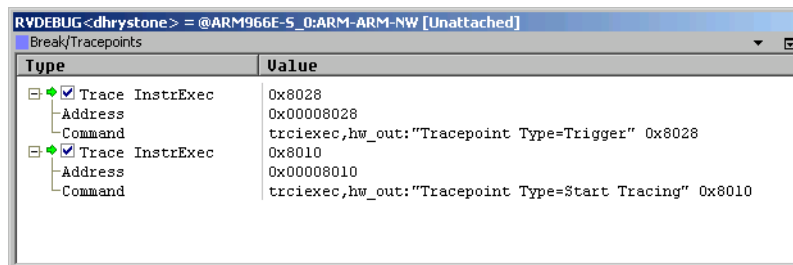 RVDEBUG<dhrystone> = @ARM966E-S_0:ARM-ARM-NW [Unattached]
Break/Tracepoints
Type Value
Trace InstrExec 0x8028
Address 0x00008028
Command trciexec,hw_out:"Tracepoint Type=Trigger" 0x8028
Trace InstrExec 0x8010
Address 0x00008010
Command trciexec,hw_out:"Tracepoint Type=Start Tracing" 0x8010